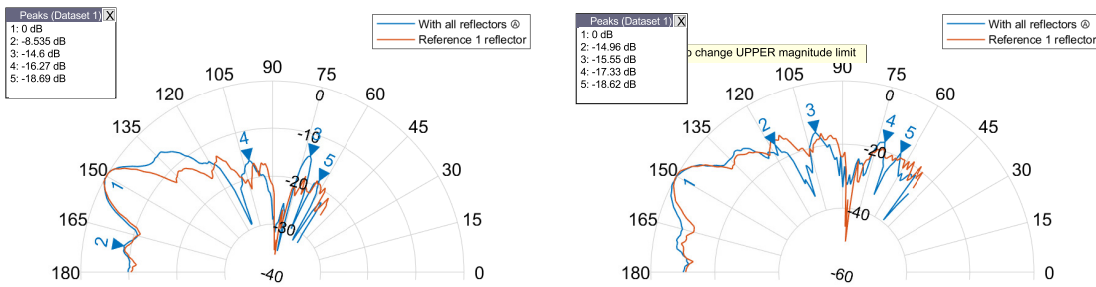 Peaks (Dataset 1) X
1: 0 dB
2: -8.535 dB
3: -14.6 dB
4: -16.27 dB
5: -18.69 dB
With all reflectors Ⓐ
Reference 1 reflector
90
105
75
120
60
135
45
150
30
165
15
180
0
0
-10
-20
-30
-40
1
2
4
5
Peaks (Dataset 1) X
1: 0 dB
2: -14.96 dB
3: -15.55 dB
4: -17.33 dB
5: -18.62 dB
change UPPER magnitude limit
With all reflectors Ⓐ
Reference 1 reflector
90
105
75
120
60
135
45
150
30
165
15
180
0
0
-20
-40
-60
1
2
3
4
5